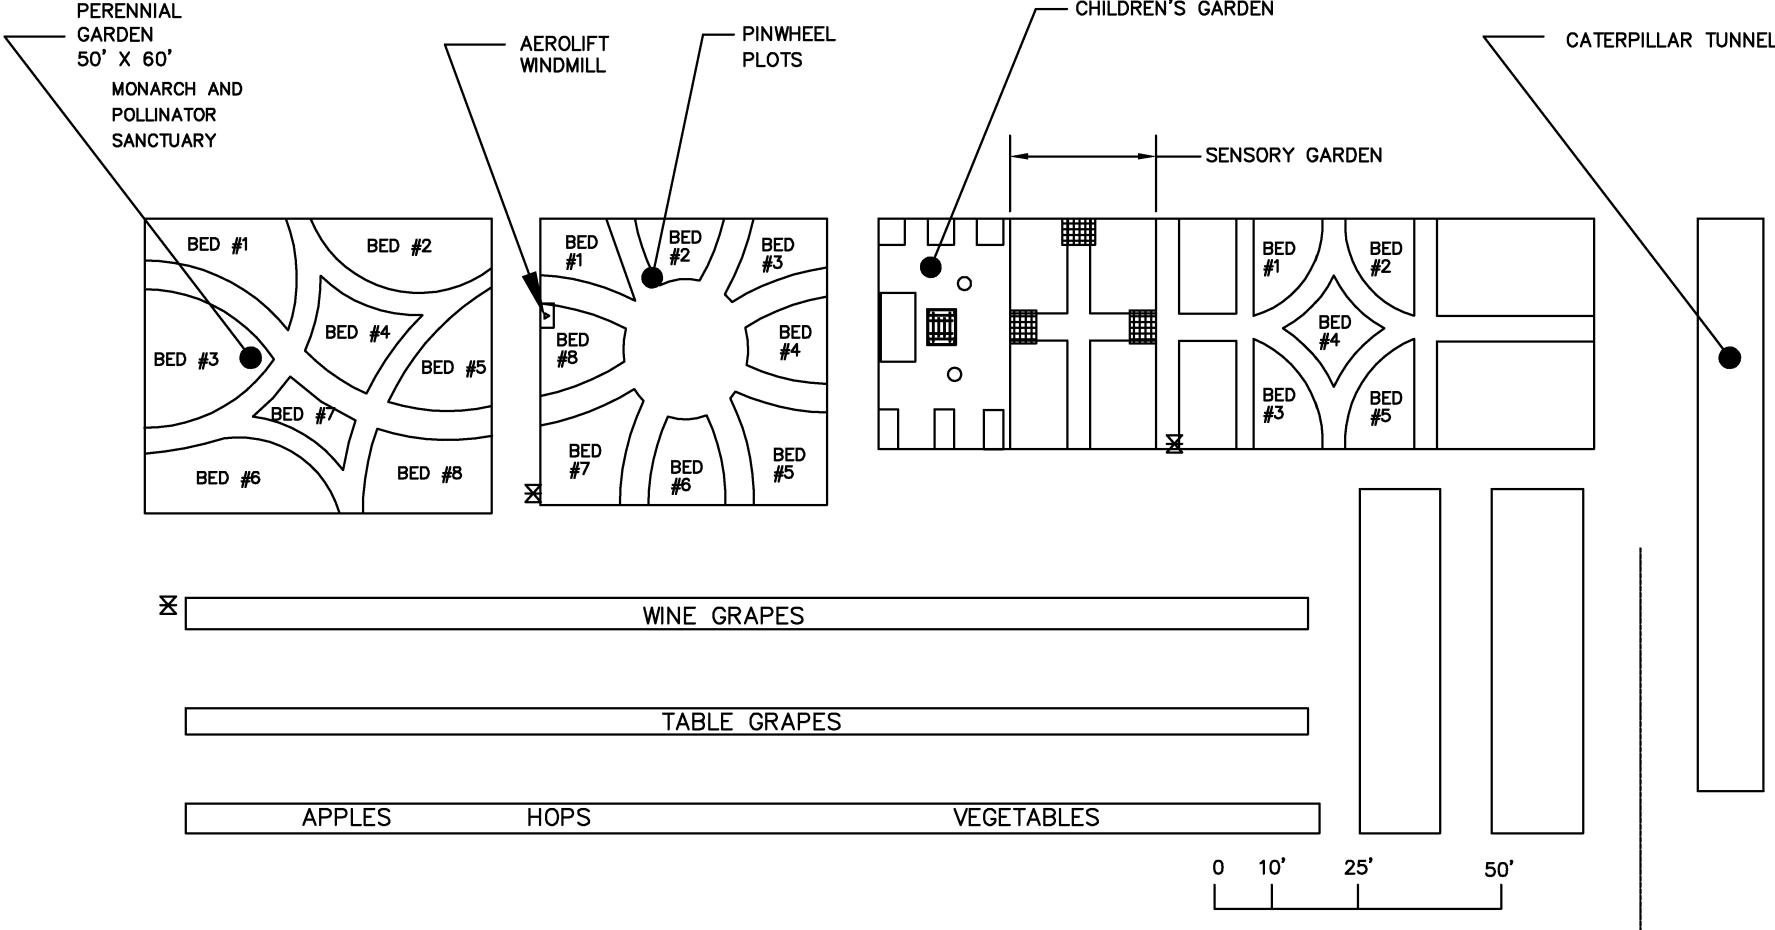 PERENNIAL
GARDEN
50' X 60'
MONARCH AND
POLLINATOR
SANCTUARY
AEROLIFT
WINDMILL
PINWHEEL
PLOTS
CHILDREN'S GARDEN
CATERPILLAR TUNNEL
SENSORY GARDEN
BED #1
BED #2
BED #3
BED #4
BED #5
BED #7
BED #6
BED #8
BED
#1
BED
#2
BED
#3
BED
#8
BED
#4
BED
#7
BED
#6
BED
#5
BED
#1
BED
#2
BED
#4
BED
#3
BED
#5
WINE GRAPES
TABLE GRAPES
APPLES HOPS VEGETABLES
0 10' 25' 50'